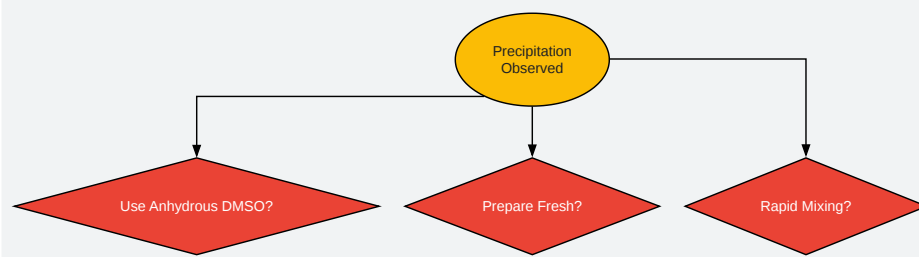 Precipitation
Observed
Use Anhydrous DMSO?
Prepare Fresh?
Rapid Mixing?